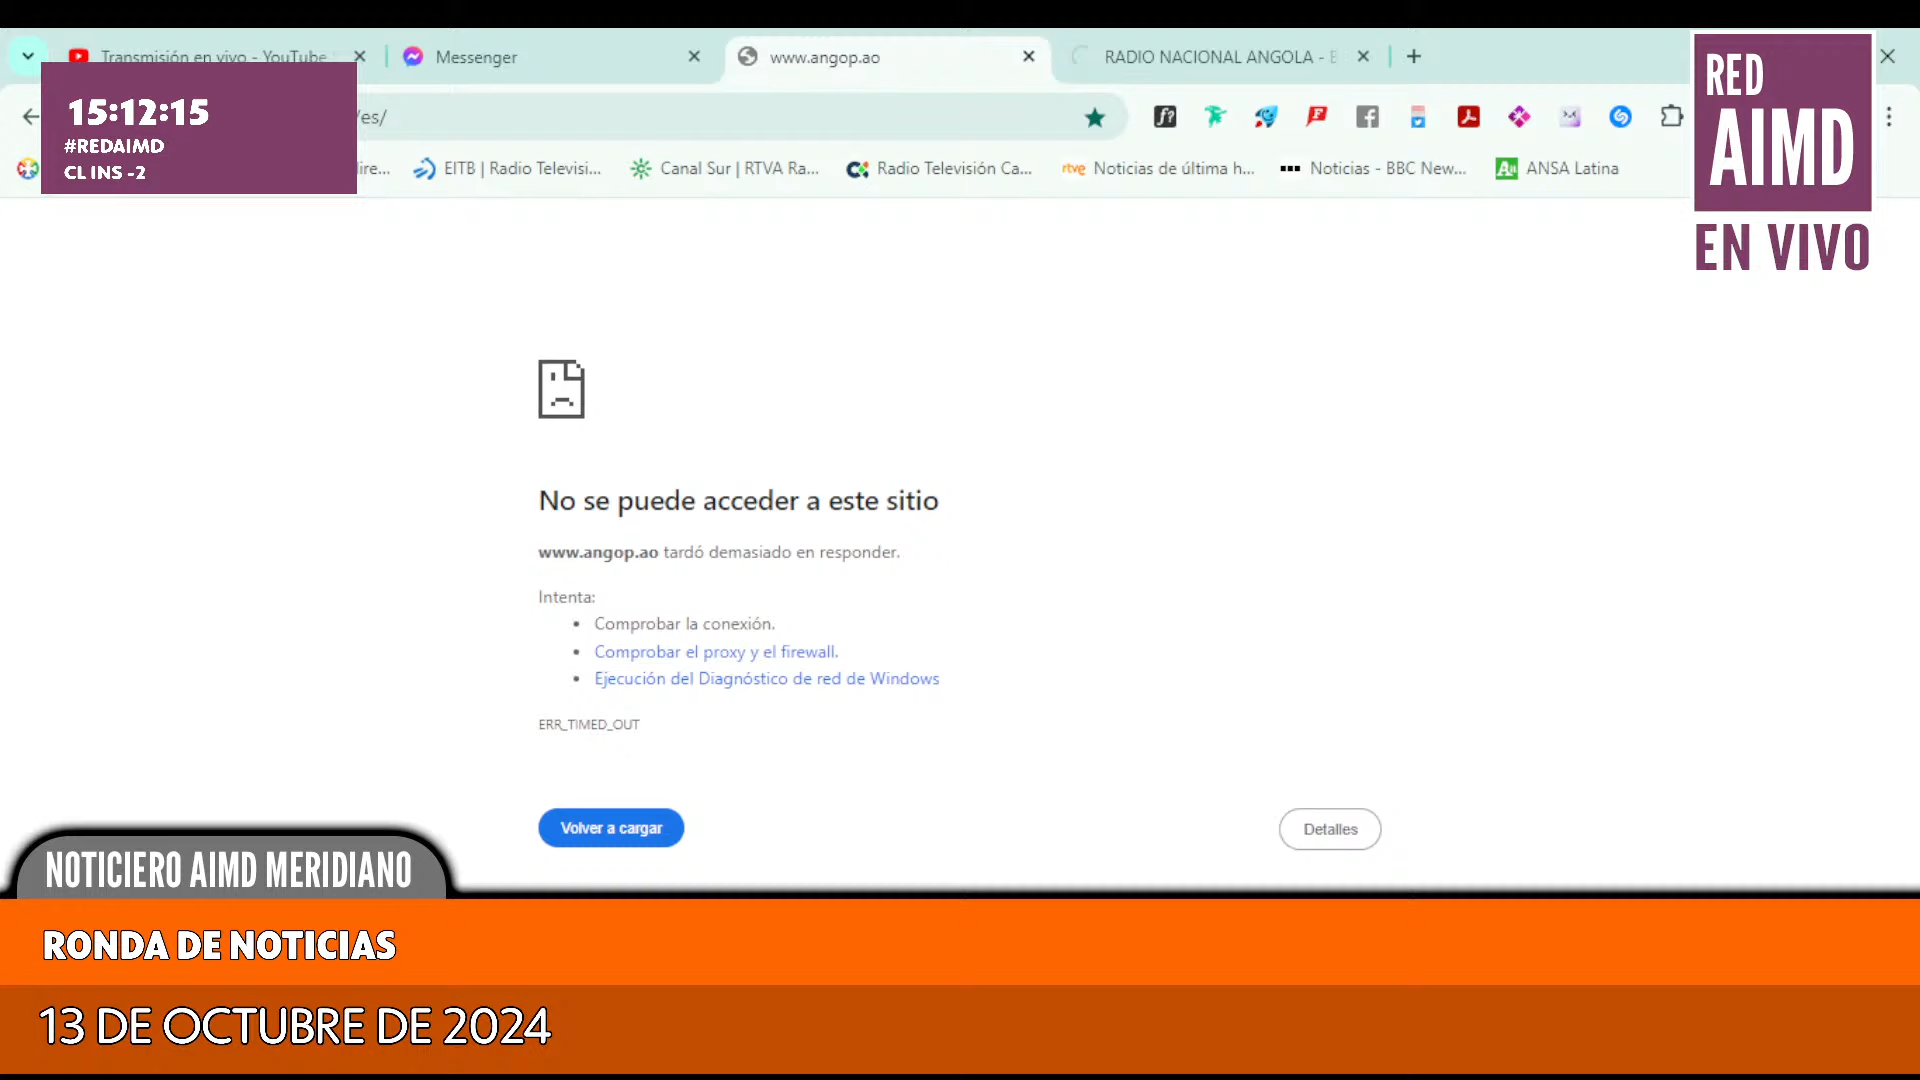 Transmisión en vivo - YouTube
Messenger
www.angop.ao
RADIO NACIONAL ANGOLA - E
15:12:15
#REDAIMD
CL INS -2
/es/
RED
AIMD
EN VIVO
ire...
EITB | Radio Televisi...
Canal Sur | RTVA Ra...
Radio Televisión Ca...
rtve Noticias de última h...
Noticias - BBC New...
ANSA Latina
No se puede acceder a este sitio
www.angop.ao tardó demasiado en responder.
Intenta:
• Comprobar la conexión.
• Comprobar el proxy y el firewall.
• Ejecución del Diagnóstico de red de Windows
ERR_TIMED_OUT
Volver a cargar
Detalles
NOTICIERO AIMD MERIDIANO
RONDA DE NOTICIAS
13 DE OCTUBRE DE 2024